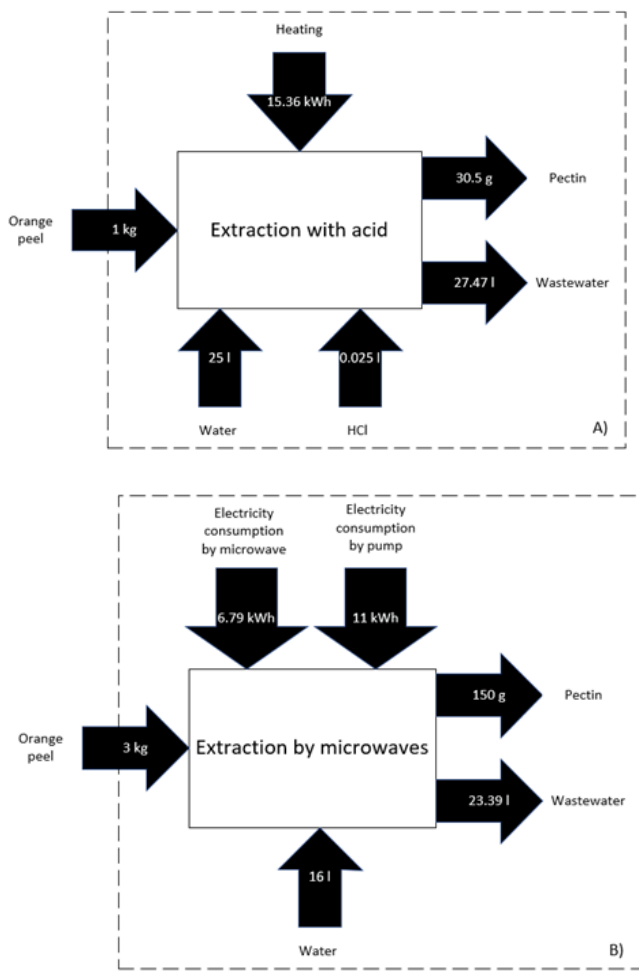 Heating
15.36 kWh
Orange
peel
1 kg
Extraction with acid
30.5 g
Pectin
27.47 l
Wastewater
25 l
0.025 l
Water
HCl
A)
Electricity
consumption
by microwave
Electricity
consumption
by pump
6.79 kWh
11 kWh
Orange
peel
3 kg
Extraction by microwaves
150 g
Pectin
23.39 l
Wastewater
16 l
Water
B)